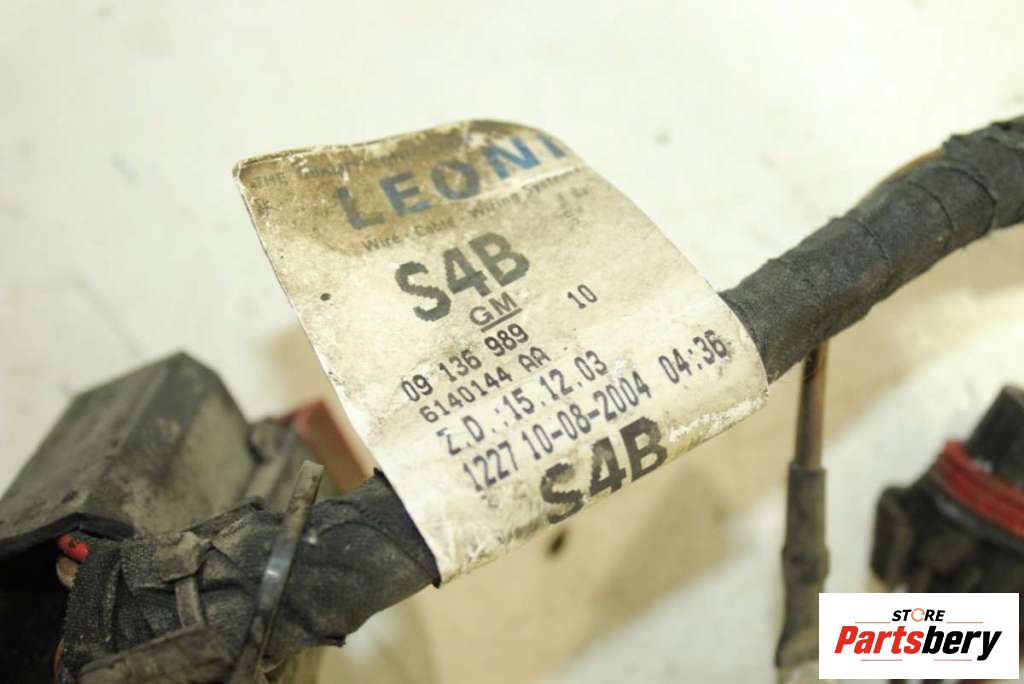 THE
LEONI
Wire · Cable · Wiring Systems
S4B
GM 10
09 136 989
6140144 AA
Σ.D.:15.12.03
1227 10-08-2004 04:36
S4B
STORE
Partsbery